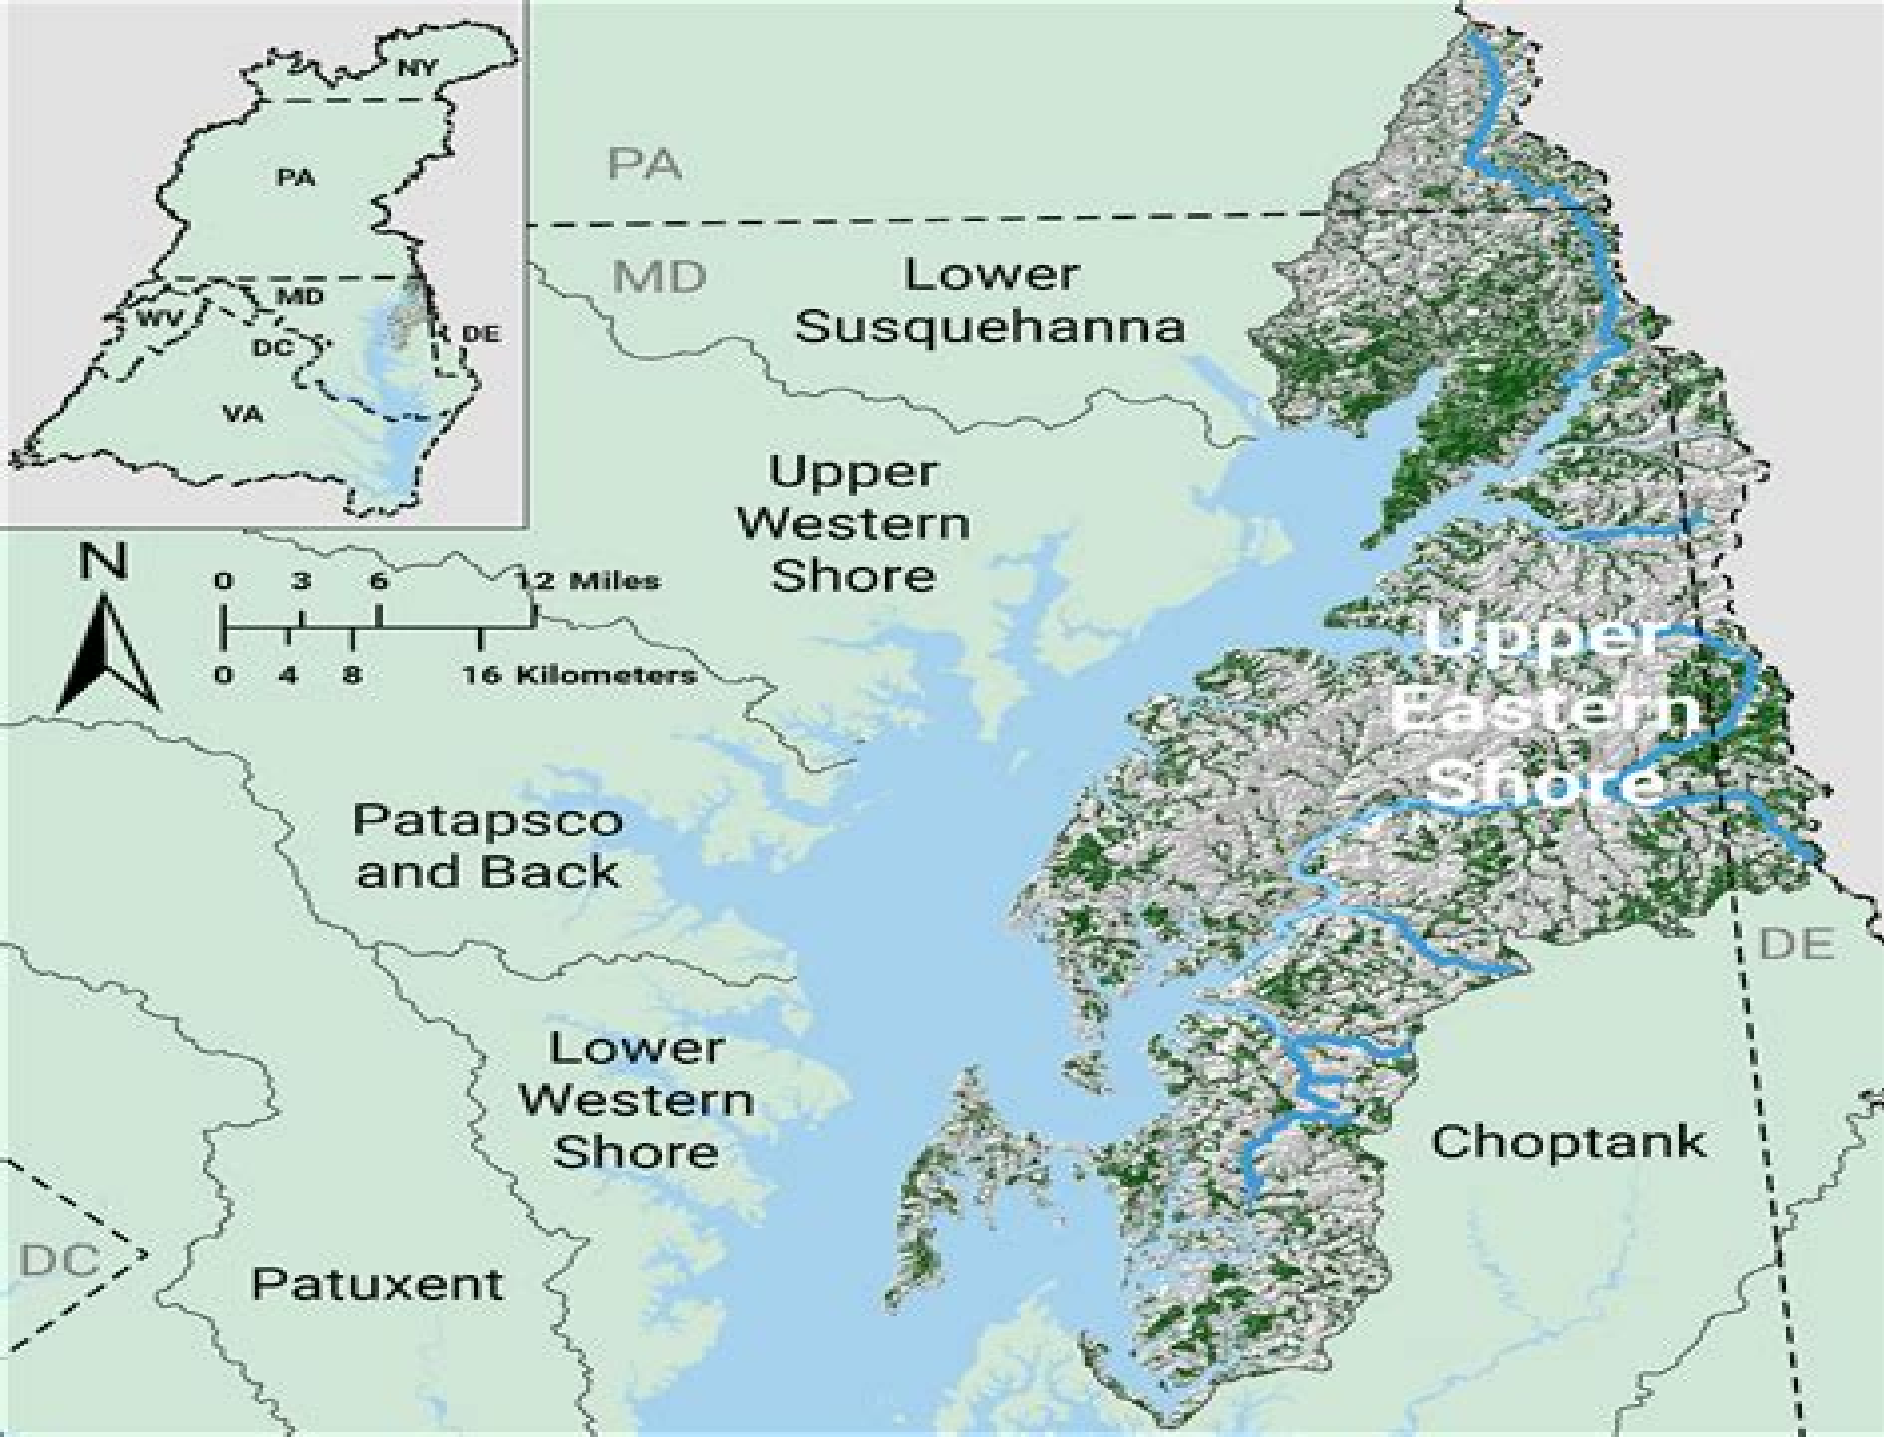 NY
PA
MD
WV
DC
DE
VA
PA
MD
Lower
Susquehanna
Upper
Western
Shore
N
0 3 6 12 Miles
0 4 8 16 Kilometers
Upper
Eastern
Shore
Patapsco
and Back
DE
Lower
Western
Shore
Choptank
DC
Patuxent